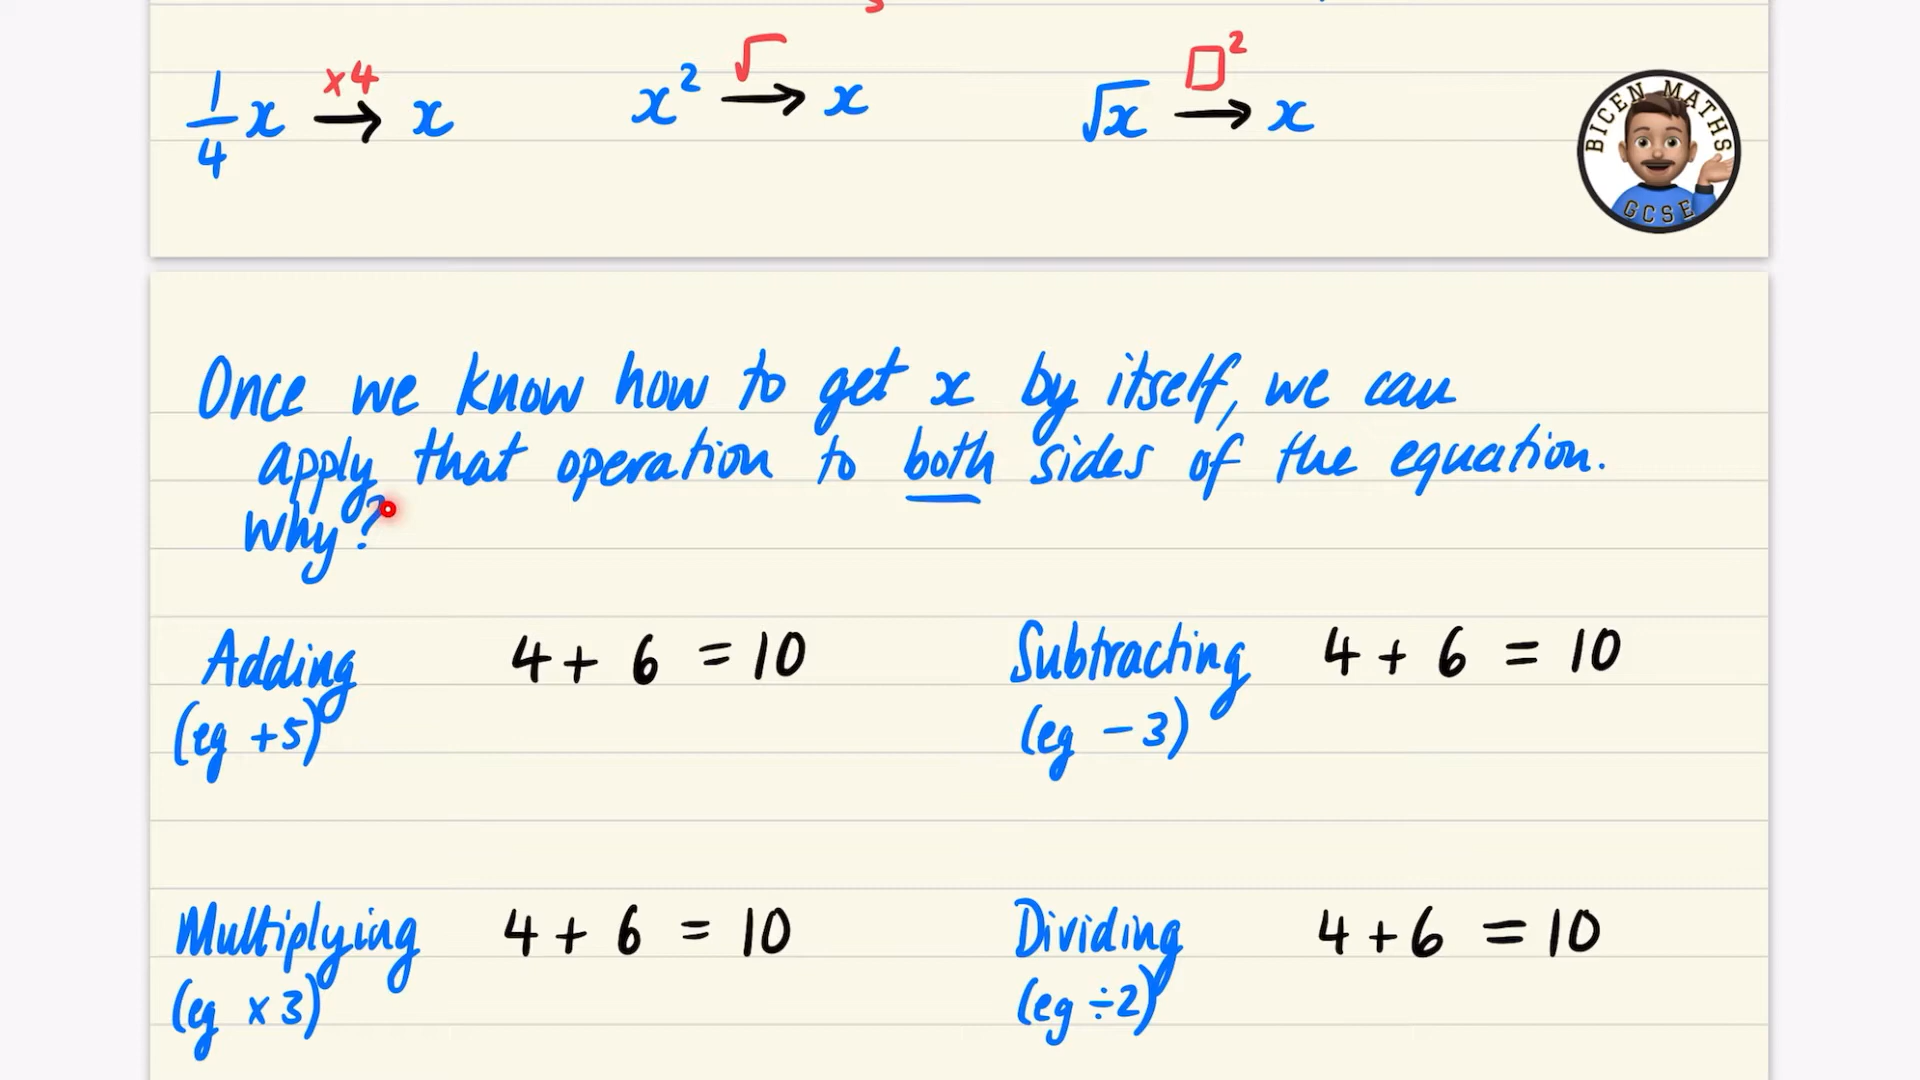 ×4 √ □²
1/4 x → x x² → x √x → x
BICEN MATHS
GCSE
Once we know how to get x by itself, we can
apply that operation to both sides of the equation.
Why?
Adding 4 + 6 = 10 Subtracting 4 + 6 = 10
(eg +5) (eg - 3)
Multiplying 4 + 6 = 10 Dividing 4 + 6 = 10
(eg × 3) (eg ÷2)